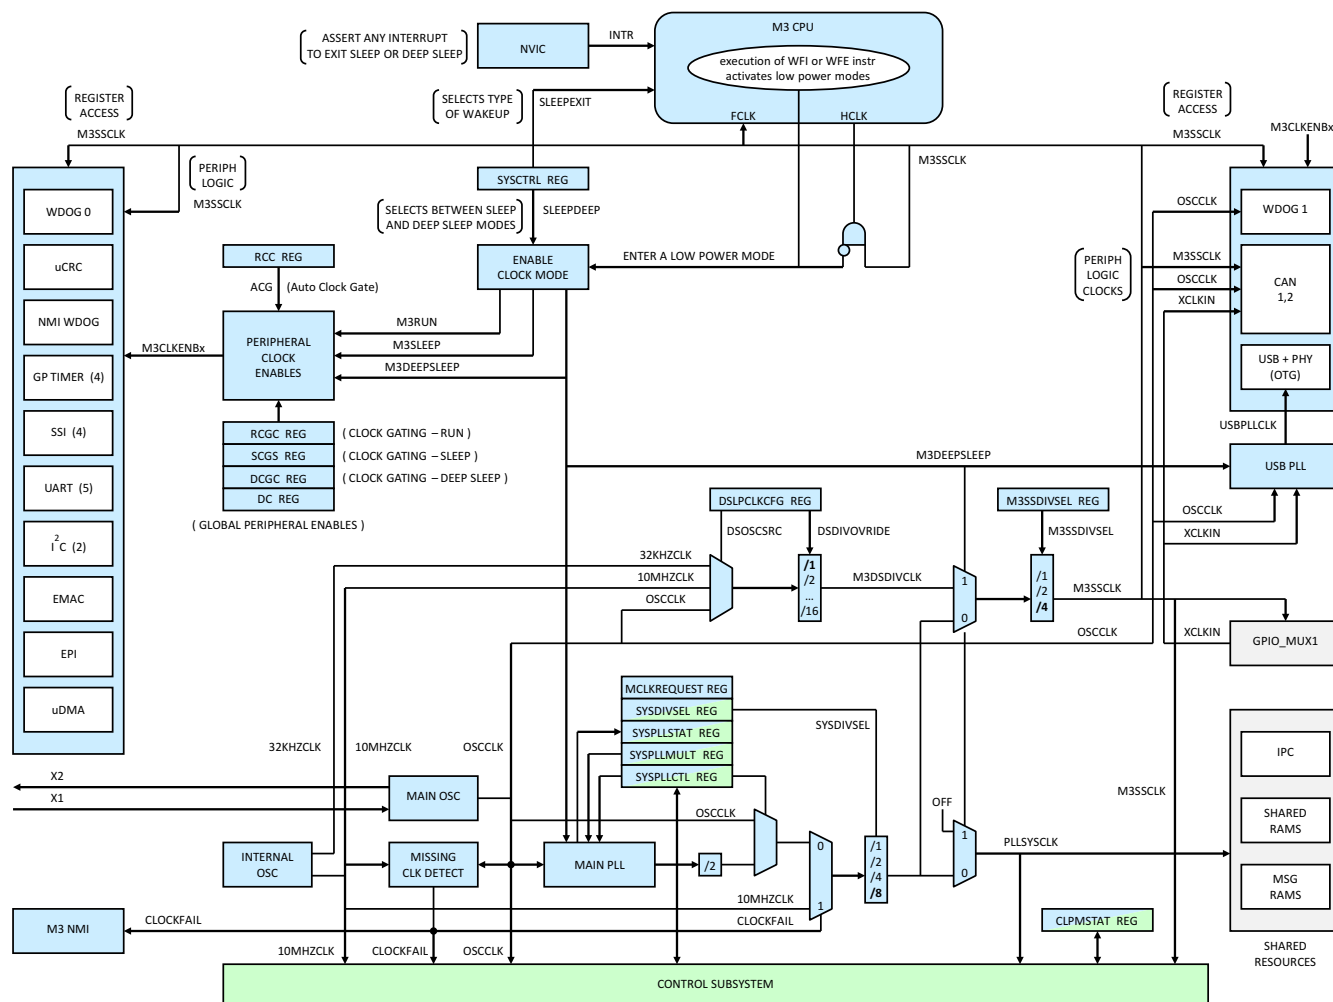 ASSERT ANY INTERRUPT
TO EXIT SLEEP OR DEEP SLEEP
NVIC
INTR
M3 CPU
execution of WFI or WFE instr
activates low power modes
FCLK
HCLK
REGISTER
ACCESS
M3SSCLK
SELECTS TYPE
OF WAKEUP
SLEEPEXIT
REGISTER
ACCESS
M3SSCLK
M3CLKENBx
M3SSCLK
PERIPH
LOGIC
M3SSCLK
SYSCTRL REG
SELECTS BETWEEN SLEEP
AND DEEP SLEEP MODES
SLEEPDEEP
ENABLE
CLOCK MODE
ENTER A LOW POWER MODE
RCC REG
ACG (Auto Clock Gate)
PERIPHERAL
CLOCK
ENABLES
M3RUN
M3SLEEP
M3DEEPSLEEP
M3CLKENBx
RCGC REG ( CLOCK GATING – RUN )
SCGS REG ( CLOCK GATING – SLEEP )
DCGC REG ( CLOCK GATING – DEEP SLEEP )
DC REG
( GLOBAL PERIPHERAL ENABLES )
WDOG 0
uCRC
NMI WDOG
GP TIMER (4)
SSI (4)
UART (5)
I2C (2)
EMAC
EPI
uDMA
OSCCLK
WDOG 1
PERIPH
LOGIC
CLOCKS
M3SSCLK
OSCCLK
XCLKIN
CAN
1,2
USB + PHY
(OTG)
USBPLLCLK
M3DEEPSLEEP
USB PLL
OSCCLK
XCLKIN
DSLPCLKCFG REG
DSOSCSRC
DSDIVOVRIDE
M3SSDIVSEL REG
M3SSDIVSEL
32KHZCLK
10MHZCLK
OSCCLK
/1
/2
...
/16
M3DSDIVCLK
1
0
/1
/2
/4
M3SSCLK
OSCCLK
XCLKIN
GPIO_MUX1
MCLKREQUEST REG
SYSDIVSEL REG
SYSPLLSTAT REG
SYSPLLMULT REG
SYSPLLCTL REG
SYSDIVSEL
32KHZCLK
10MHZCLK
OSCCLK
X2
X1
MAIN OSC
INTERNAL
OSC
MISSING
CLK DETECT
MAIN PLL
/2
OSCCLK
0
1
10MHZCLK
CLOCKFAIL
/1
/2
/4
/8
OFF
1
0
PLLSYSCLK
M3SSCLK
IPC
SHARED
RAMS
MSG
RAMS
SHARED
RESOURCES
M3 NMI
CLOCKFAIL
10MHZCLK
CLOCKFAIL
OSCCLK
CLPMSTAT REG
CONTROL SUBSYSTEM